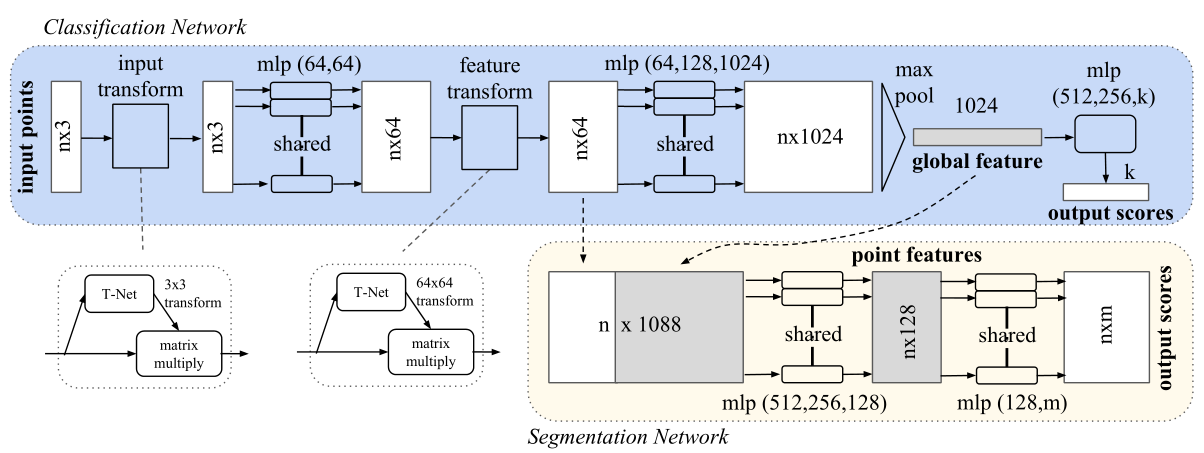 Classification Network
input points
nx3
input
transform
nx3
mlp (64,64)
shared
nx64
feature
transform
nx64
mlp (64,128,1024)
shared
nx1024
max
pool
1024
global feature
mlp
(512,256,k)
k
output scores
T-Net
3x3
transform
matrix
multiply
T-Net
64x64
transform
matrix
multiply
point features
n x 1088
shared
mlp (512,256,128)
nx128
shared
mlp (128,m)
nxm
output scores
Segmentation Network